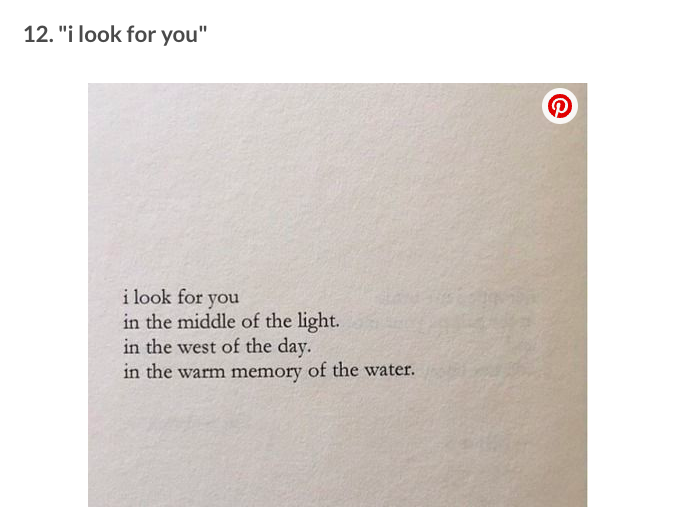 12. "i look for you"
i look for you
in the middle of the light.
in the west of the day.
in the warm memory of the water.